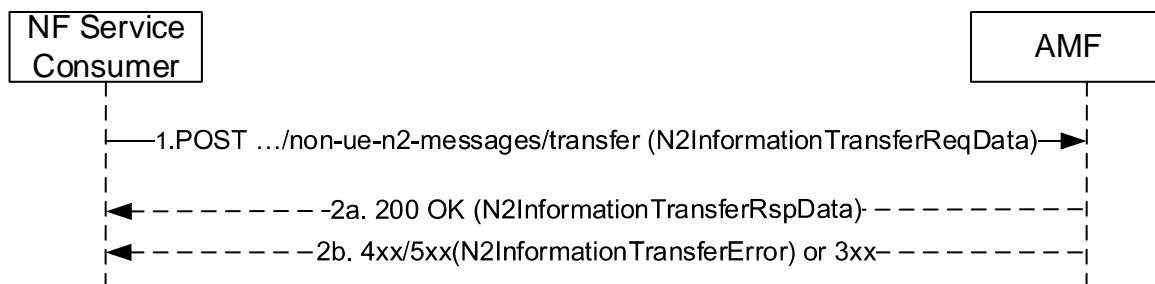 NF Service
Consumer
AMF
1.POST …/non-ue-n2-messages/transfer (N2InformationTransferReqData)
2a. 200 OK (N2InformationTransferRspData)
2b. 4xx/5xx(N2InformationTransferError) or 3xx